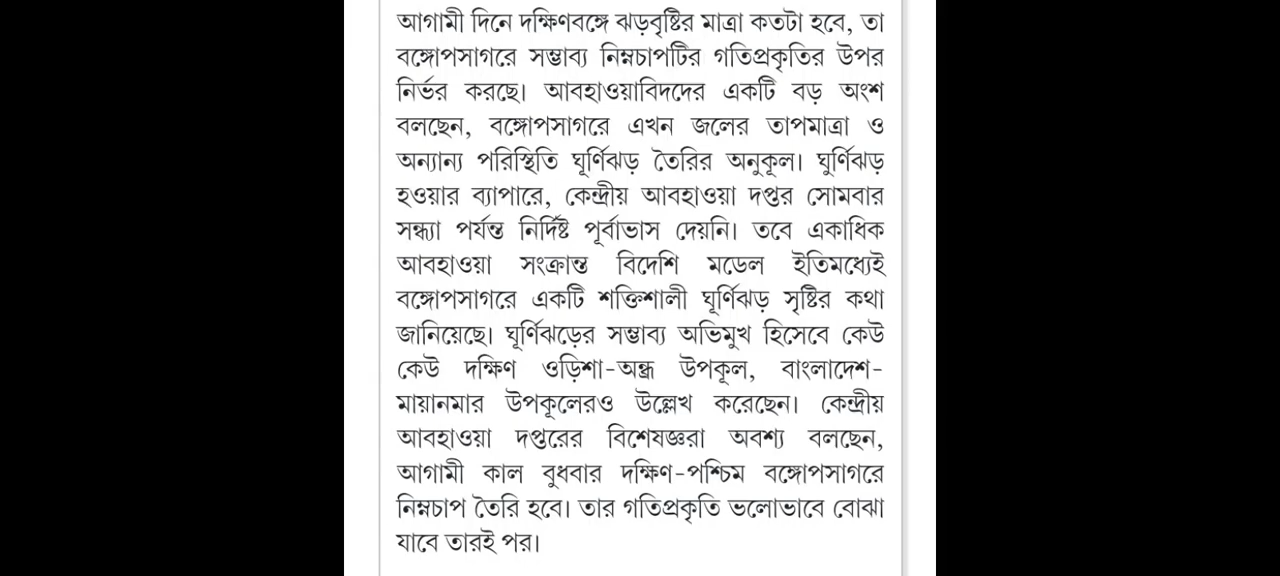 আগামী দিনে দক্ষিণবঙ্গে ঝড়বৃষ্টির মাত্রা কতটা হবে, তা
বঙ্গোপসাগরে সম্ভাব্য নিম্নচাপটির গতিপ্রকৃতির উপর
নির্ভর করছে। আবহাওয়াবিদদের একটি বড় অংশ
বলছেন, বঙ্গোপসাগরে এখন জলের তাপমাত্রা ও
অন্যান্য পরিস্থিতি ঘূর্ণিঝড় তৈরির অনুকূল। ঘুর্ণিঝড়
হওয়ার ব্যাপারে, কেন্দ্রীয় আবহাওয়া দপ্তর সোমবার
সন্ধ্যা পর্যন্ত নির্দিষ্ট পূর্বাভাস দেয়নি। তবে একাধিক
আবহাওয়া সংক্রান্ত বিদেশি মডেল ইতিমধ্যেই
বঙ্গোপসাগরে একটি শক্তিশালী ঘূর্ণিঝড় সৃষ্টির কথা
জানিয়েছে। ঘূর্ণিঝড়ের সম্ভাব্য অভিমুখ হিসেবে কেউ
কেউ দক্ষিণ ওড়িশা-অন্ধ্র উপকূল, বাংলাদেশ-
মায়ানমার উপকূলেরও উল্লেখ করেছেন। কেন্দ্রীয়
আবহাওয়া দপ্তরের বিশেষজ্ঞরা অবশ্য বলছেন,
আগামী কাল বুধবার দক্ষিণ-পশ্চিম বঙ্গোপসাগরে
নিম্নচাপ তৈরি হবে। তার গতিপ্রকৃতি ভলোভাবে বোঝা
যাবে তারই পর।